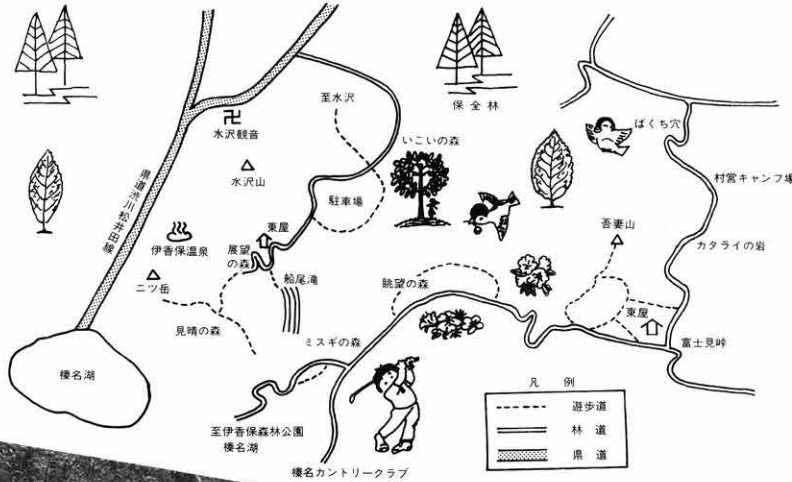 保全林
至水沢
水沢観音
いこいの森
ばくち穴
水沢山
駐車場
村営キャンプ場
県道渋川松井田線
吾妻山
カタライの岩
伊香保温泉
東屋
展望の森
船尾滝
眺望の森
二ツ岳
見晴の森
ミスギの森
東屋
富士見峠
榛名湖
至伊香保森林公園
榛名湖
榛名カントリークラブ
凡例
遊歩道
林道
県道